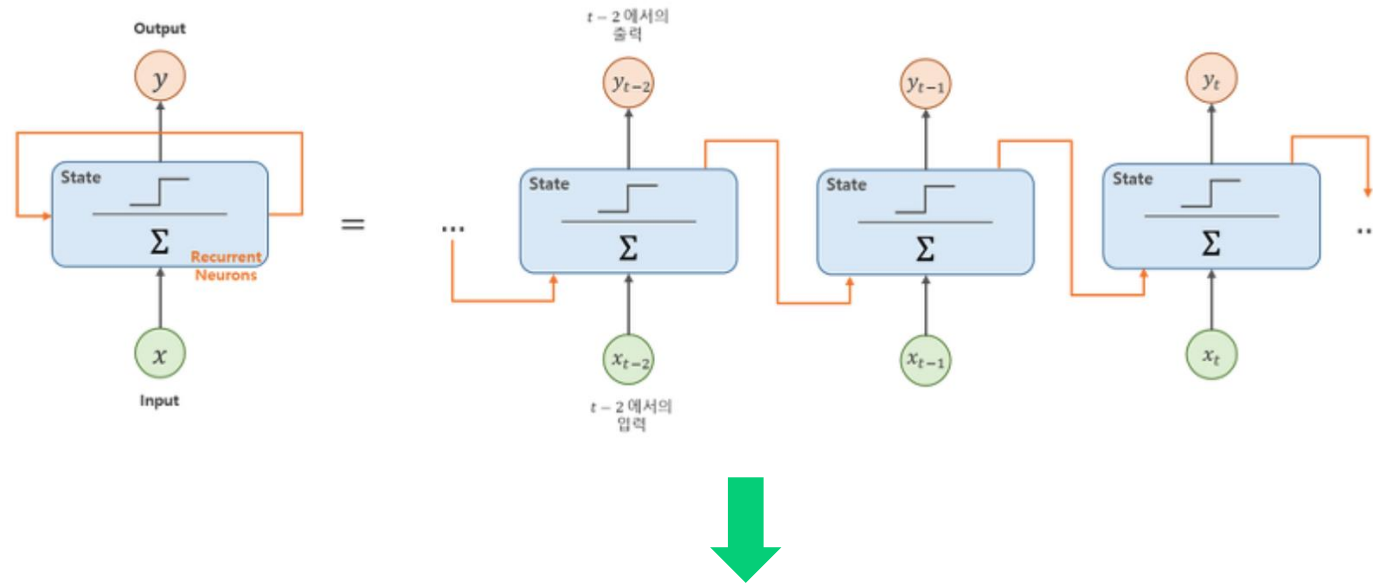 Output
y
State
Σ
Recurrent
Neurons
x
Input
=
...
t − 2 에서의
출력
y_{t−2}
State
Σ
x_{t−2}
t − 2 에서의
입력
y_{t−1}
State
Σ
x_{t−1}
y_t
State
Σ
x_t
..